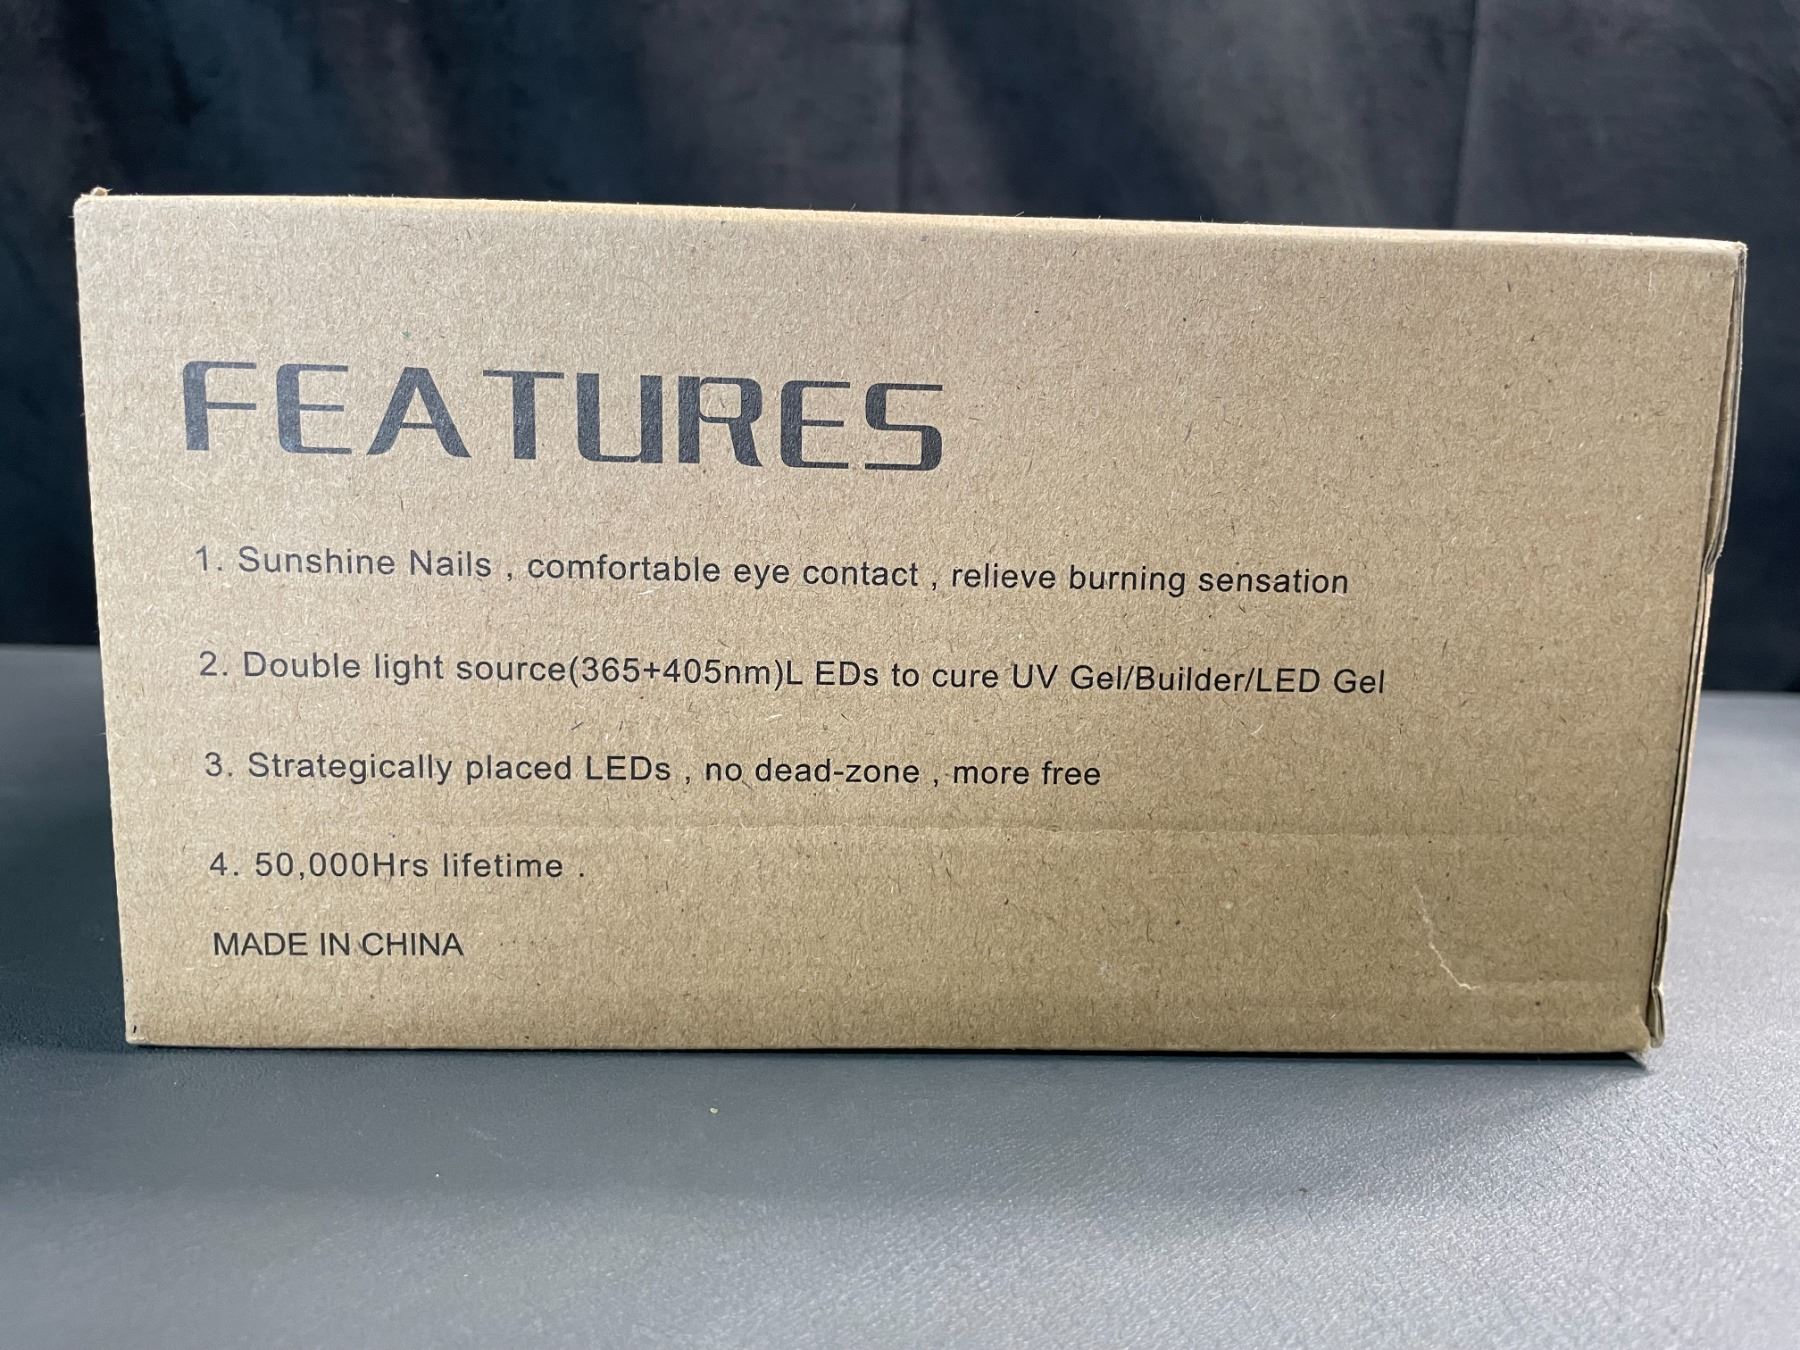 FEATURES
1. Sunshine Nails , comfortable eye contact , relieve burning sensation
2. Double light source(365+405nm)L EDs to cure UV Gel/Builder/LED Gel
3. Strategically placed LEDs , no dead-zone , more free
4. 50,000Hrs lifetime .
MADE IN CHINA